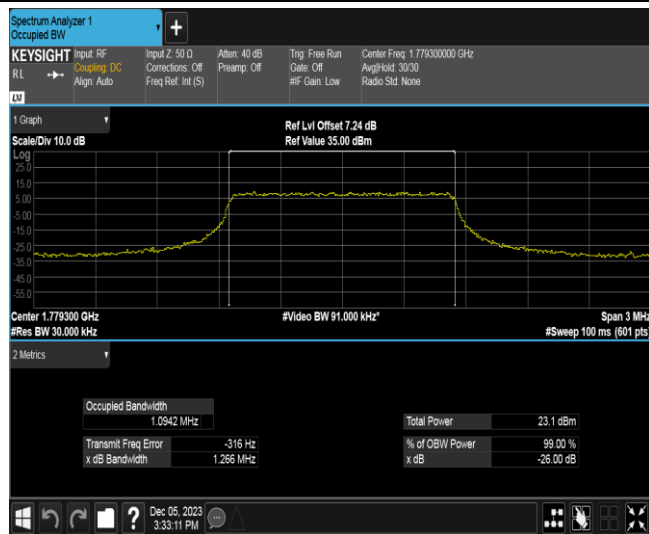 Spectrum Analyzer 1
Occupied BW
+
KEYSIGHT Input: RF Input Z: 50 Ω Atten: 40 dB Trig: Free Run Center Freq: 1.779300000 GHz
RL Coupling: DC Corrections: Off Preamp: Off Gate: Off Avg|Hold: 30/30
Align: Auto Freq Ref: Int (S) #IF Gain: Low Radio Std: None
LXI
1 Graph
Ref Lvl Offset 7.24 dB
Scale/Div 10.0 dB Ref Value 35.00 dBm
Log
25.0
15.0
5.00
-5.00
-15.0
-25.0
-35.0
-45.0
-55.0
Center 1.779300 GHz #Video BW 91.000 kHz* Span 3 MHz
#Res BW 30.000 kHz #Sweep 100 ms (601 pts)
2 Metrics
Occupied Bandwidth
1.0942 MHz Total Power 23.1 dBm
Transmit Freq Error -316 Hz % of OBW Power 99.00 %
x dB Bandwidth 1.266 MHz x dB -26.00 dB
? Dec 05, 2023
3:33:11 PM